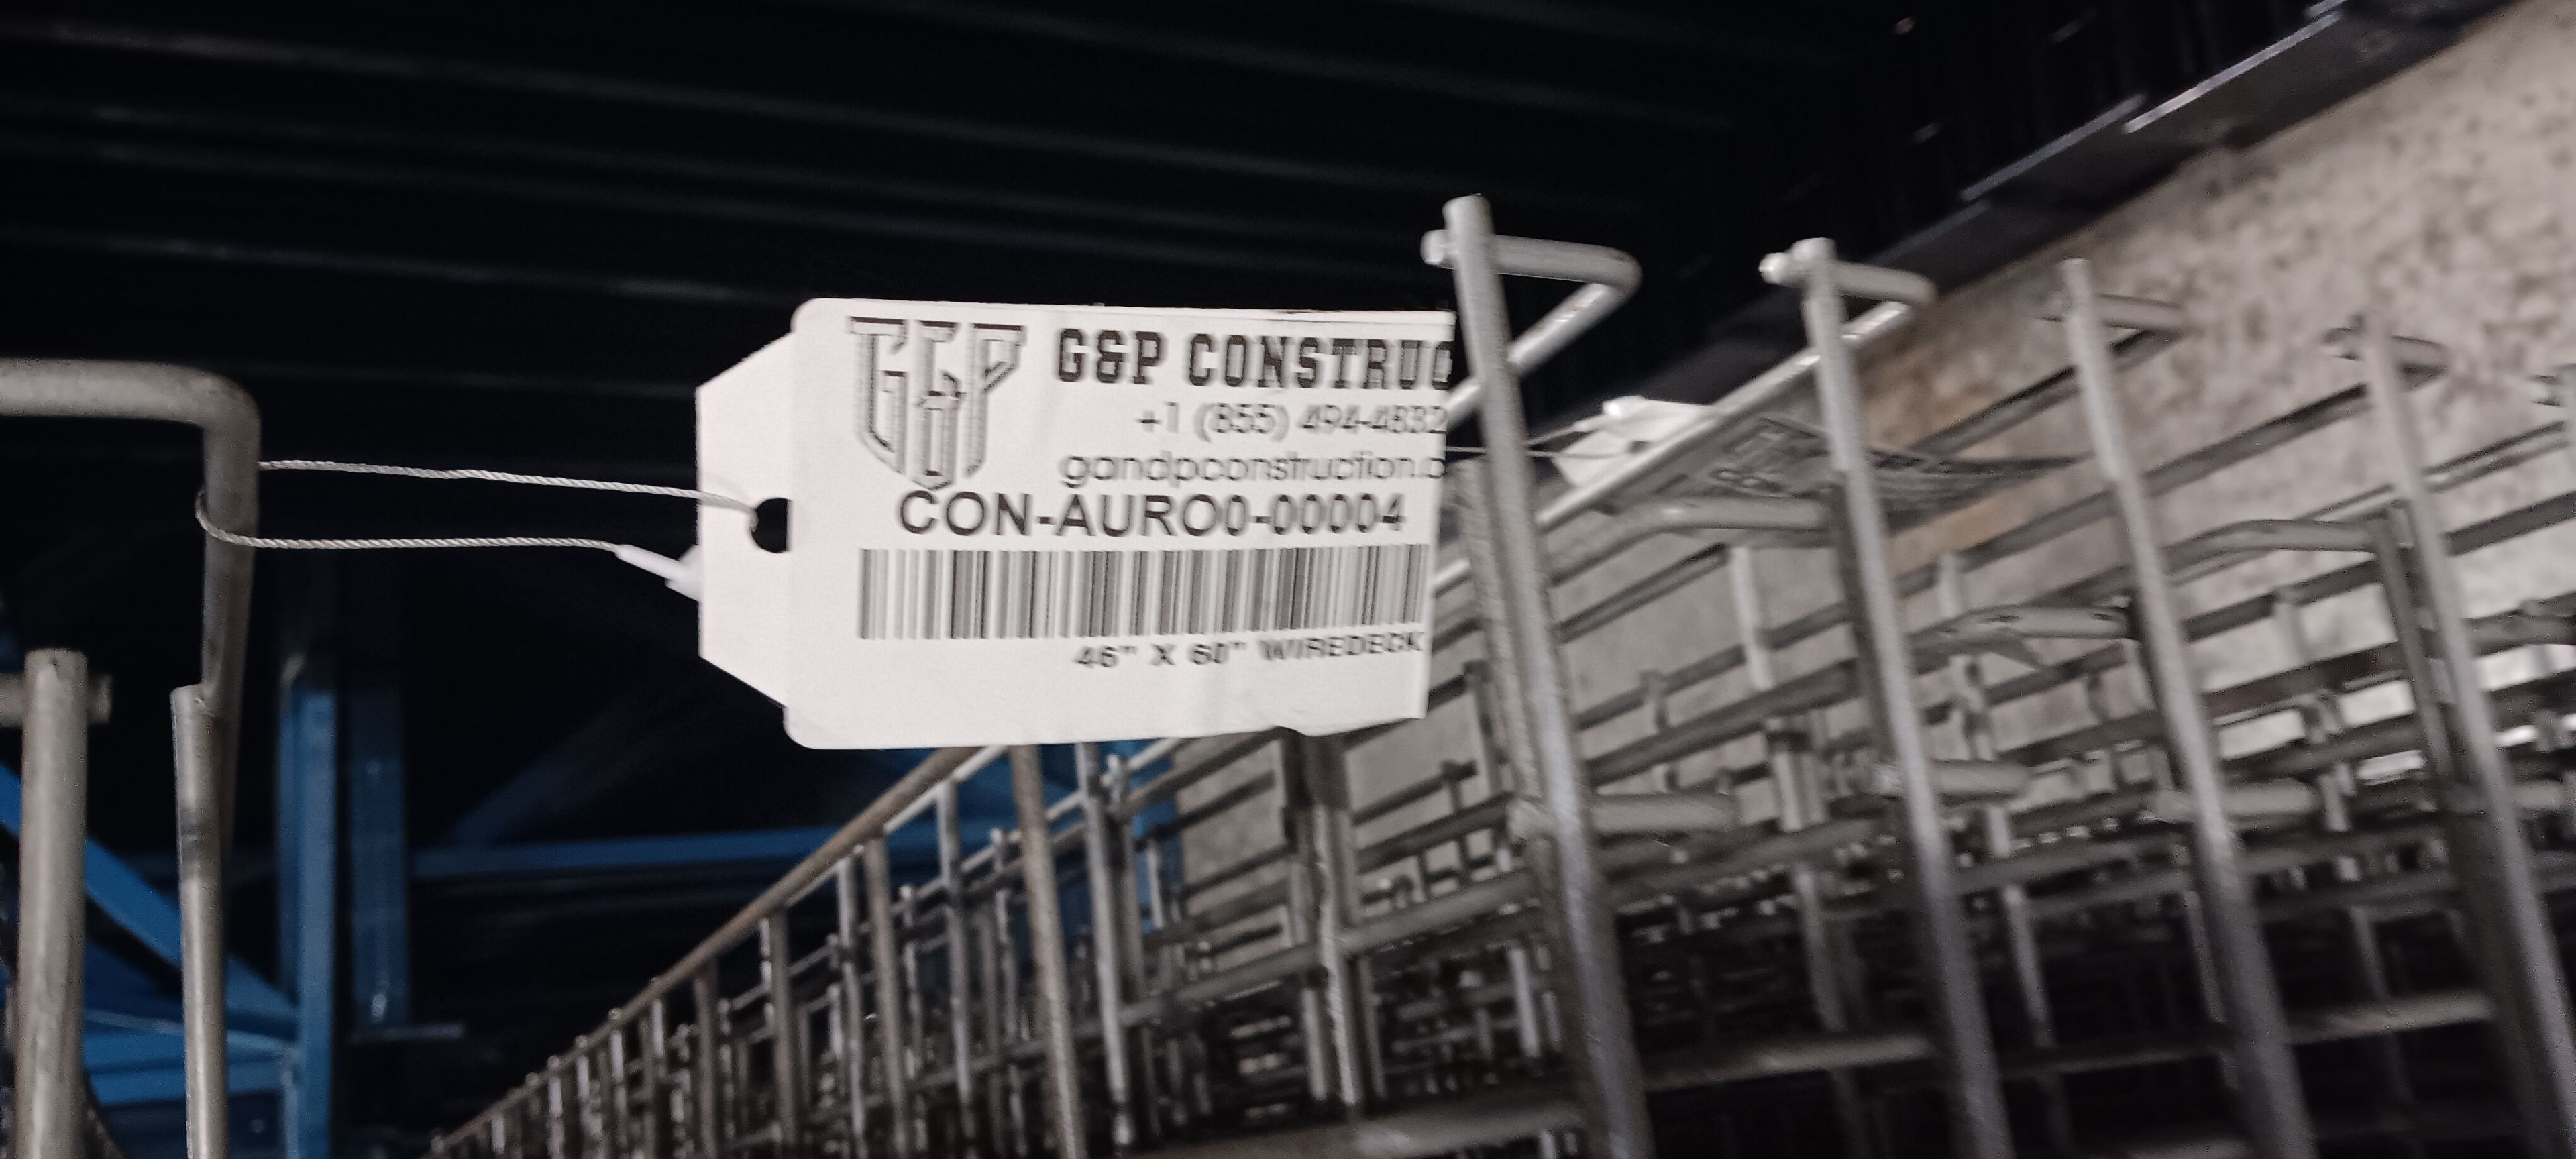 G&P
G&P CONSTRUC
+1 (855) 494-4832
gandpconstruction.c
CON-AURO0-00004
46" X 60" WIREDECK